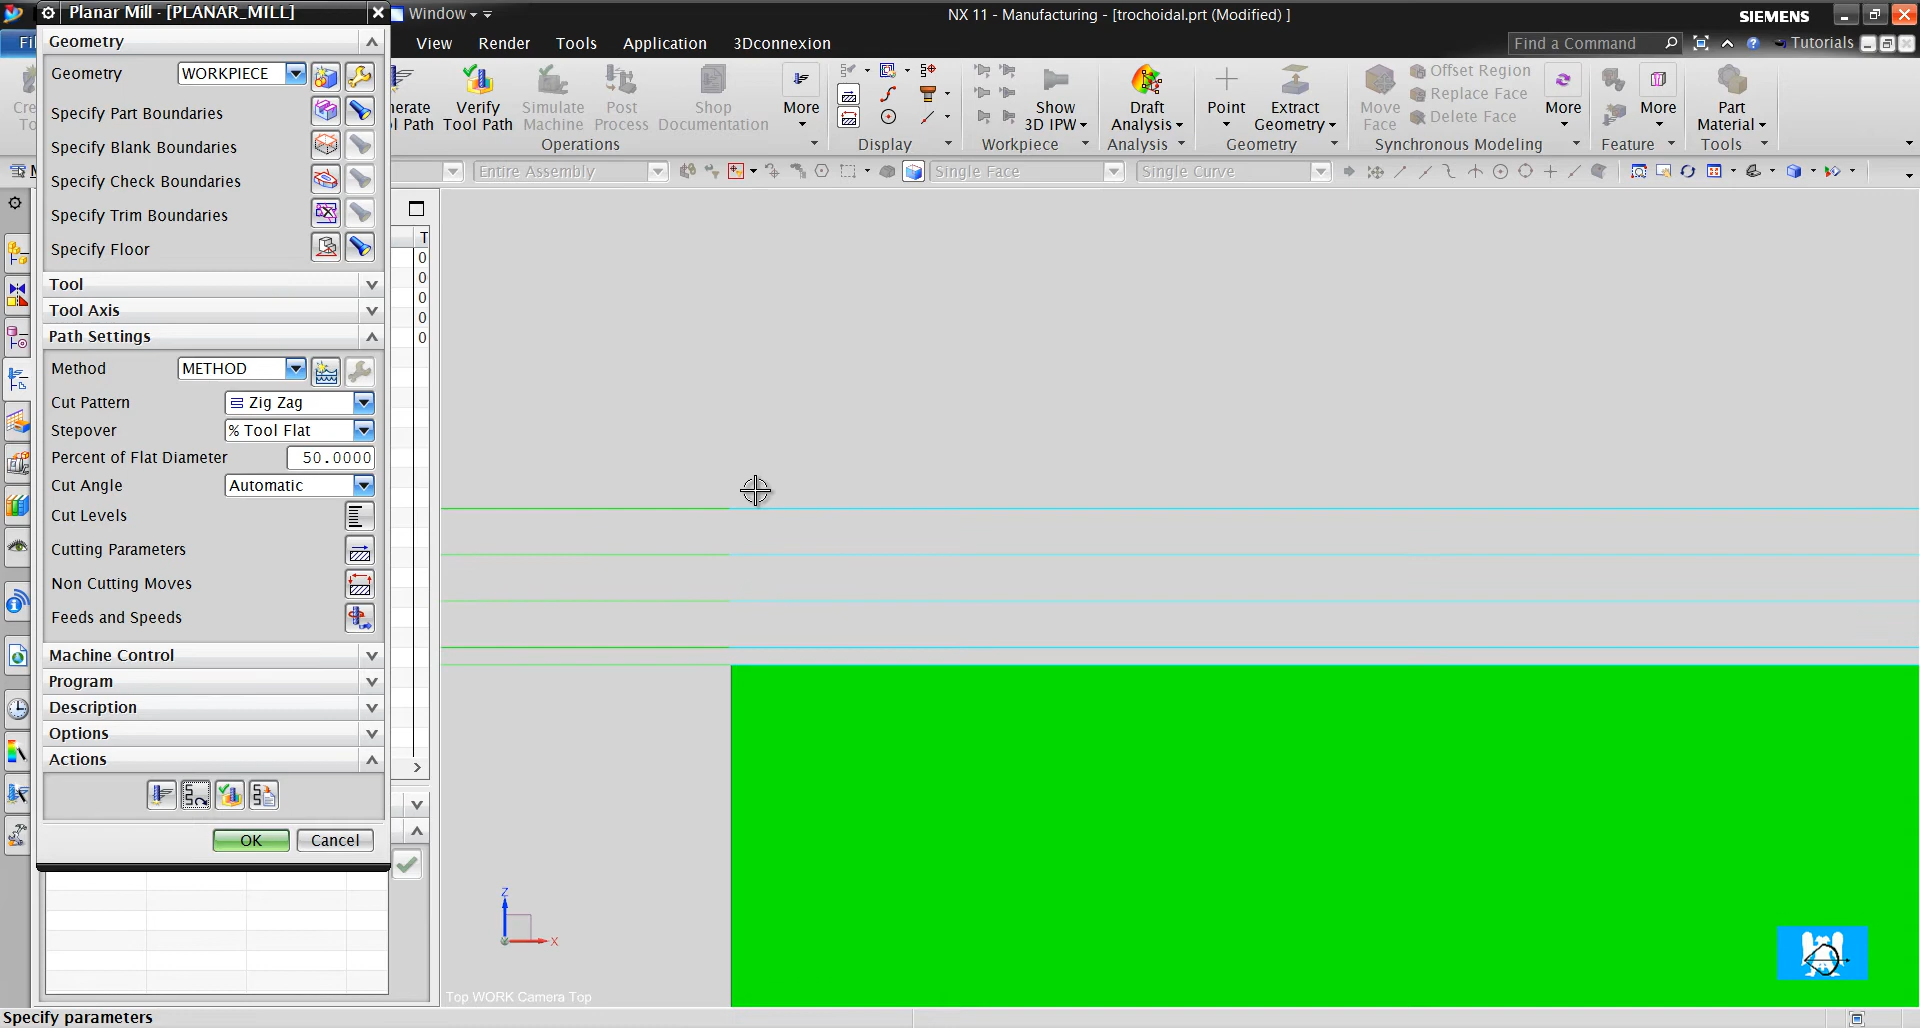 Planar Mill - [PLANAR_MILL]
Window
NX 11 - Manufacturing - [trochoidal.prt (Modified) ]
SIEMENS
View
Render
Tools
Application
3Dconnexion
Find a Command
Tutorials
Geometry
Geometry
WORKPIECE
Specify Part Boundaries
Specify Blank Boundaries
Specify Check Boundaries
Specify Trim Boundaries
Specify Floor
Tool
Tool Axis
Path Settings
Method
METHOD
Cut Pattern
Zig Zag
Stepover
% Tool Flat
Percent of Flat Diameter
50.0000
Cut Angle
Automatic
Cut Levels
Cutting Parameters
Non Cutting Moves
Feeds and Speeds
Machine Control
Program
Description
Options
Actions
OK
Cancel
Verify
Tool Path
Simulate
Machine
Post
Process
Shop
Documentation
More
Operations
Display
Show
3D IPW
Workpiece
Draft
Analysis
Analysis
Point
Extract
Geometry
Geometry
Move
Face
Offset Region
Replace Face
Delete Face
More
Synchronous Modeling
More
Feature
Part
Material
Tools
Entire Assembly
Single Face
Single Curve
T
0
0
0
0
0
Z
X
Top WORK Camera Top
Specify parameters